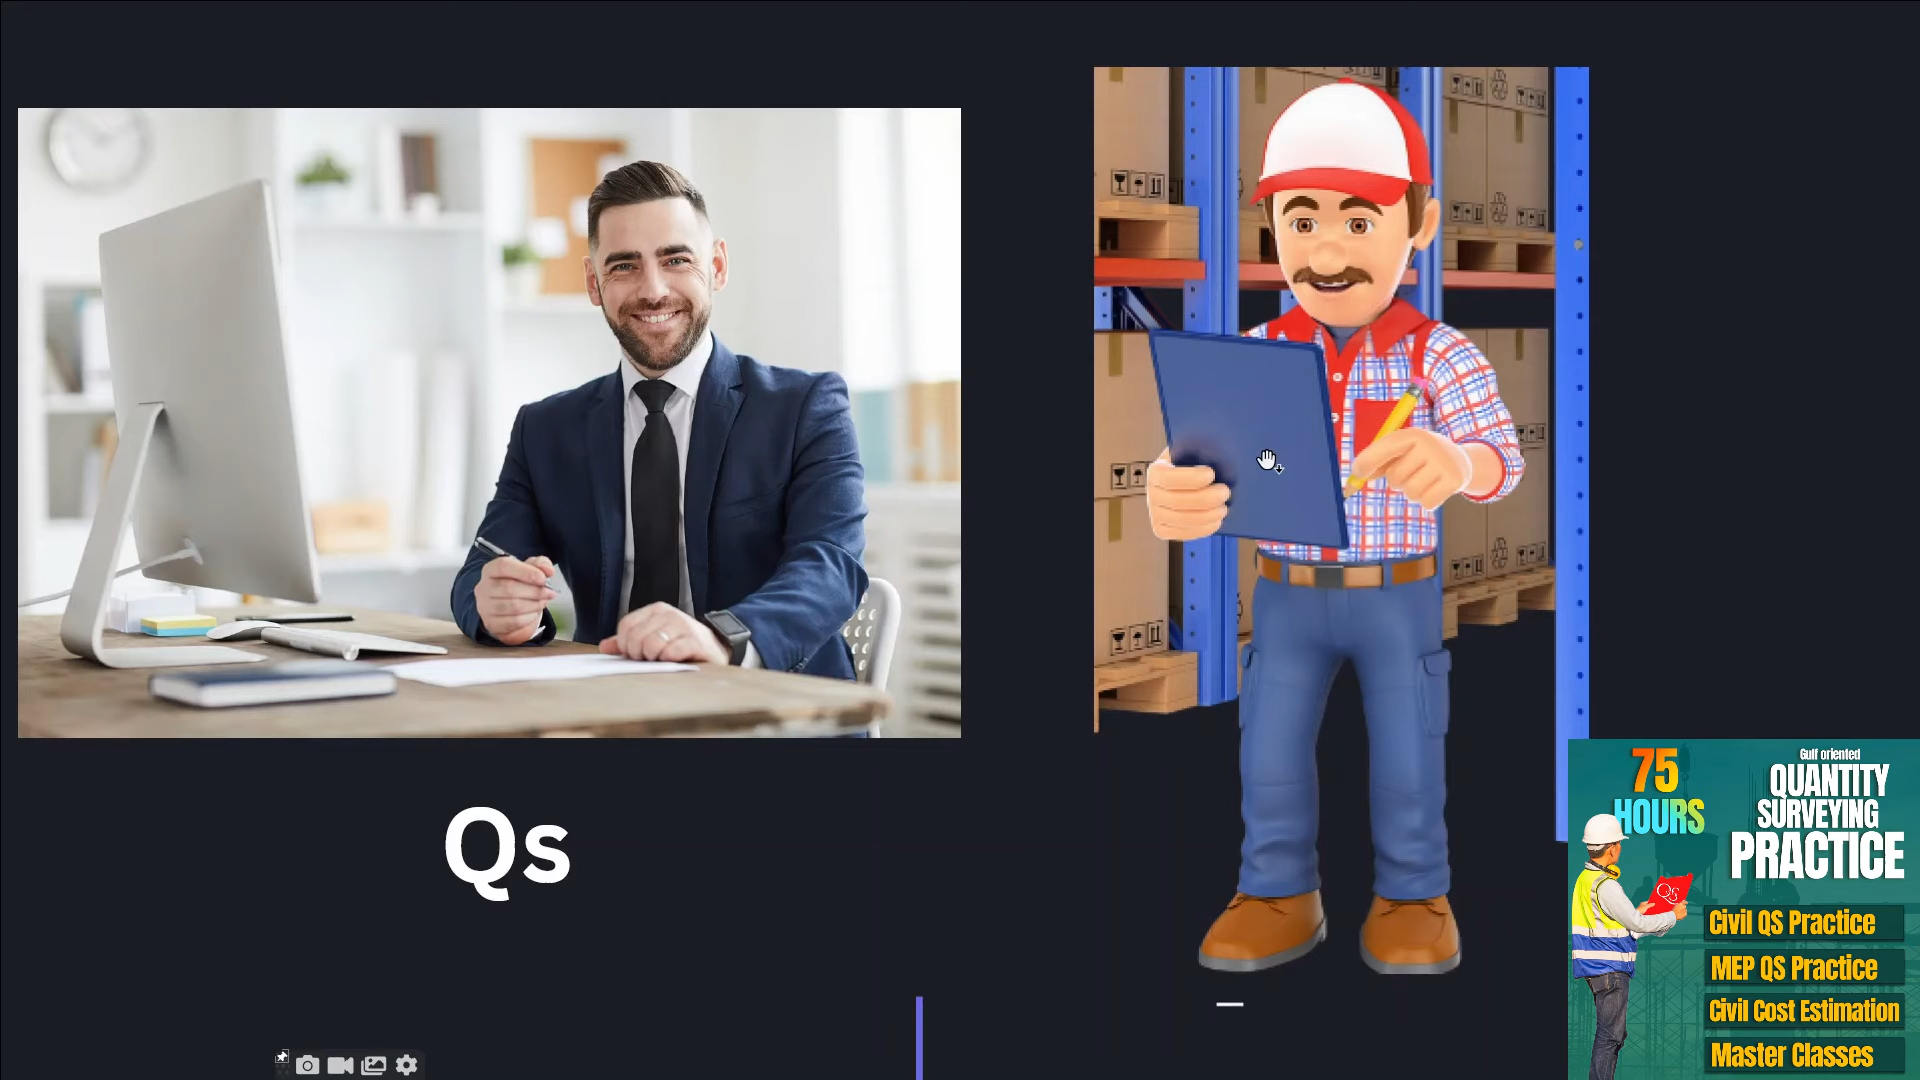 Qs
75
HOURS
Gulf oriented
QUANTITY
SURVEYING
PRACTICE
Qs
Civil QS Practice
MEP QS Practice
Civil Cost Estimation
Master Classes